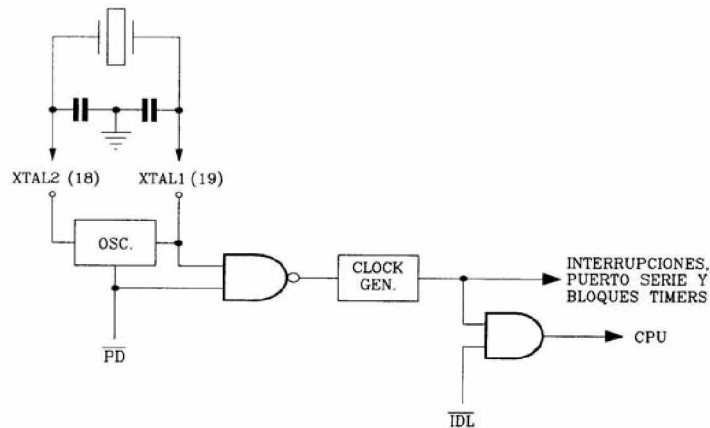 XTAL2 (18)
XTAL1 (19)
OSC.
CLOCK
GEN.
INTERRUPCIONES,
PUERTO SERIE Y
BLOQUES TIMERS
CPU
PD
IDL